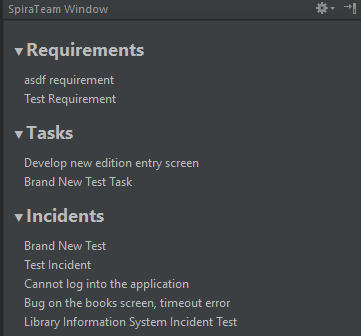 SpiraTeam Window
Requirements
asdf requirement
Test Requirement
Tasks
Develop new edition entry screen
Brand New Test Task
Incidents
Brand New Test
Test Incident
Cannot log into the application
Bug on the books screen, timeout error
Library Information System Incident Test